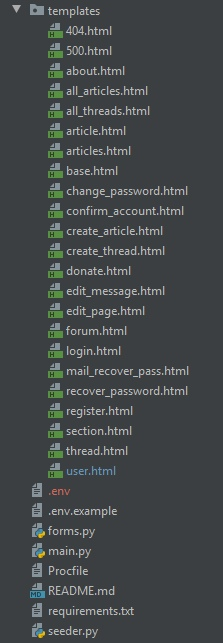 templates
404.html
500.html
about.html
all_articles.html
all_threads.html
article.html
articles.html
base.html
change_password.html
confirm_account.html
create_article.html
create_thread.html
donate.html
edit_message.html
edit_page.html
forum.html
login.html
mail_recover_pass.html
recover_password.html
register.html
section.html
thread.html
user.html
.env
.env.example
forms.py
main.py
Procfile
README.md
requirements.txt
seeder.py